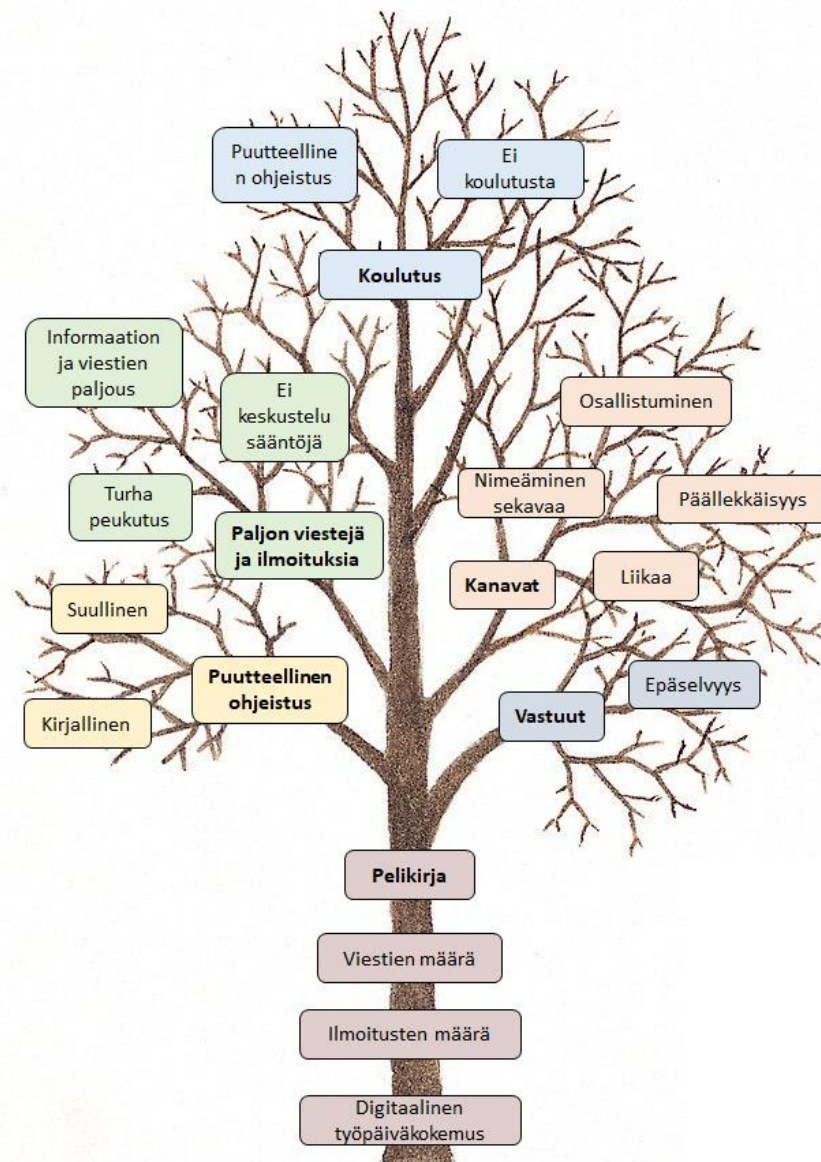 Puutteelline
n ohjeistus
Ei
koulutusta
Koulutus
Informaation
ja viestien
paljous
Ei
keskustelu
sääntöjä
Osallistuminen
Turha
peukutus
Nimeäminen
sekavaa
Päällekkäisyys
Paljon viestejä
ja ilmoituksia
Kanavat
Liikaa
Suullinen
Puutteellinen
ohjeistus
Epäselvyys
Kirjallinen
Vastuut
Pelikirja
Viestien määrä
Ilmoitusten määrä
Digitaalinen
työpäiväkokemus